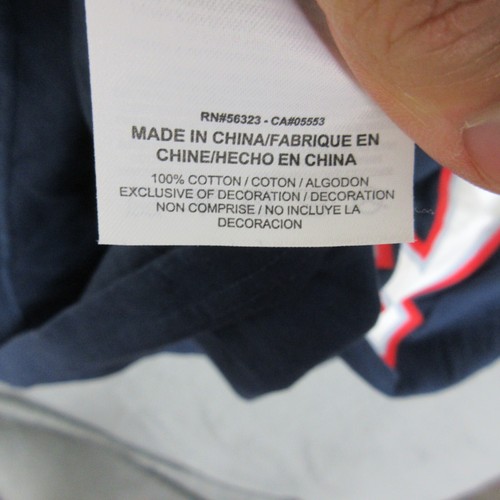 RN#56323 - CA#05553
MADE IN CHINA/FABRIQUE EN
CHINE/HECHO EN CHINA
100% COTTON / COTON / ALGODON
EXCLUSIVE OF DECORATION / DECORATION
NON COMPRISE / NO INCLUYE LA
DECORACION